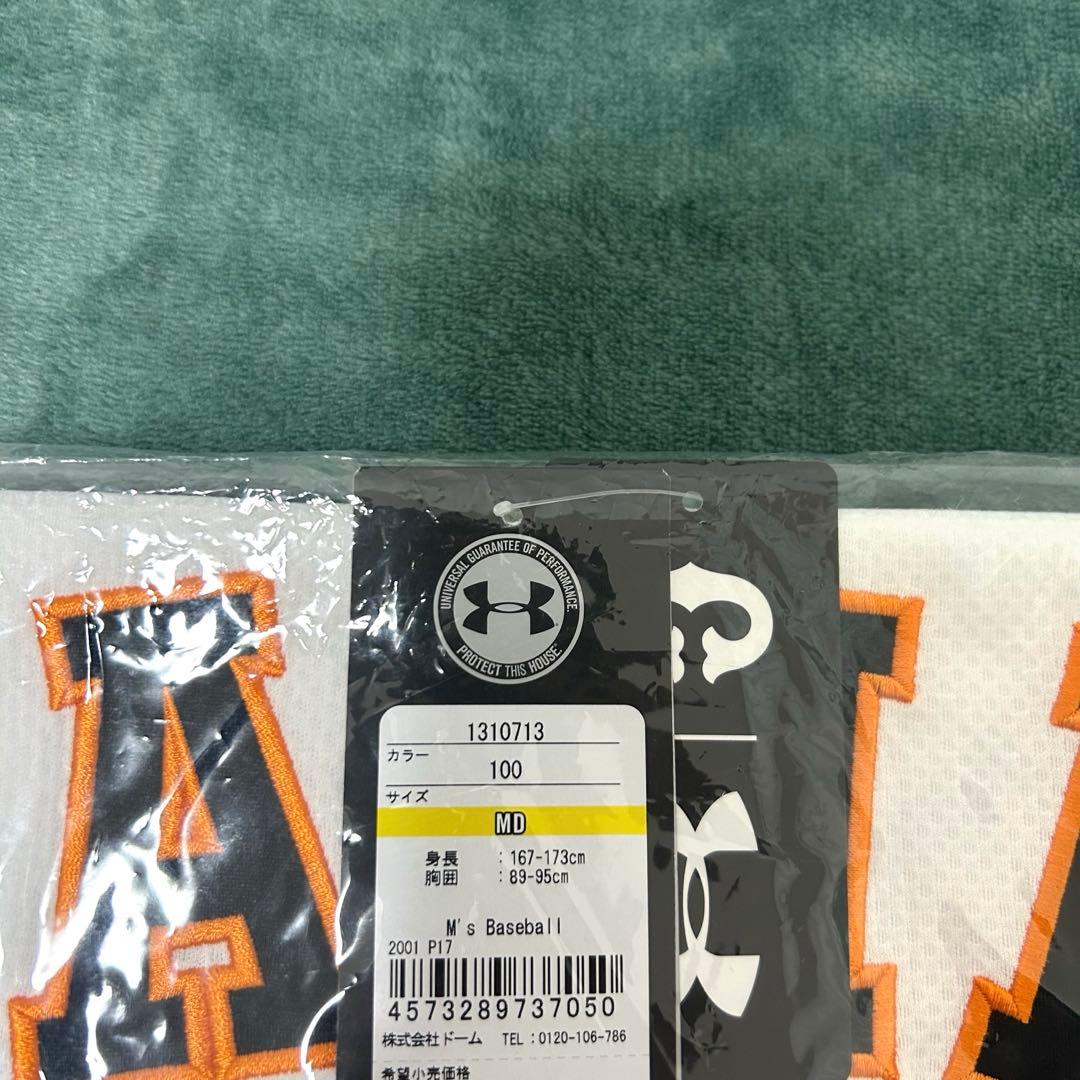 UNIVERSAL GUARANTEE OF PERFORMANCE.
PROTECT THIS HOUSE.
1310713
カラー
100
サイズ
MD
身長 : 167-173cm
胸囲 : 89-95cm
M's Baseball
2001 P17
4573289737050
株式会社ドーム TEL:0120-106-786
希望小売価格
A